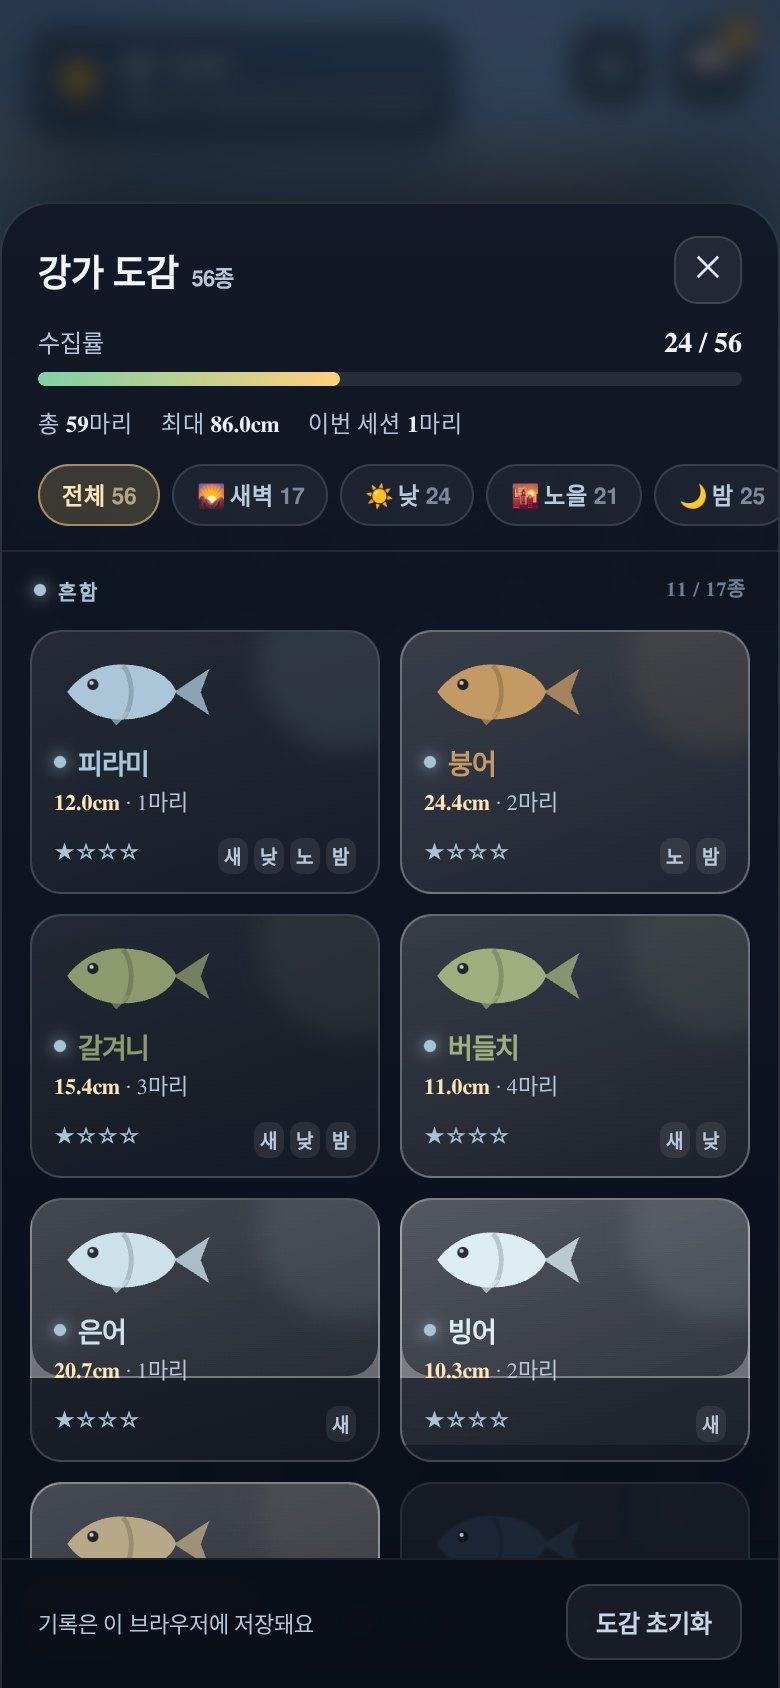 강가 도감 56종
수집률 24 / 56
총 59마리 최대 86.0cm 이번 세션 1마리
전체 56 새벽 17 낮 24 노을 21 밤 25
흔함 11 / 17종
피라미
12.0cm · 1마리
★☆☆☆ 새 낮 노 밤
붕어
24.4cm · 2마리
★☆☆☆ 노 밤
갈겨니
15.4cm · 3마리
★☆☆☆ 새 낮 밤
버들치
11.0cm · 4마리
★☆☆☆ 새 낮
은어
20.7cm · 1마리
★☆☆☆ 새
빙어
10.3cm · 2마리
★☆☆☆ 새
기록은 이 브라우저에 저장돼요
도감 초기화